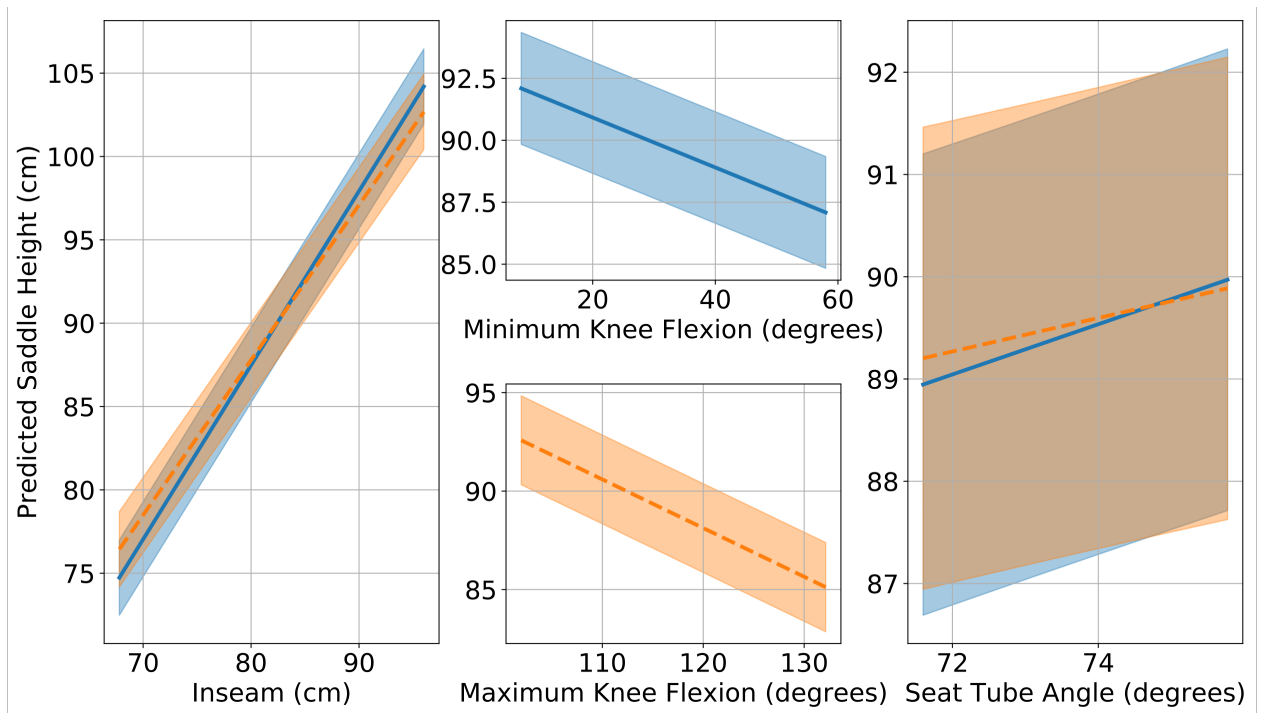 Predicted Saddle Height (cm)
105
100
95
90
85
80
75
70 80 90
Inseam (cm)
92.5
90.0
87.5
85.0
20 40 60
Minimum Knee Flexion (degrees)
95
90
85
110 120 130
Maximum Knee Flexion (degrees)
92
91
90
89
88
87
72 74
Seat Tube Angle (degrees)